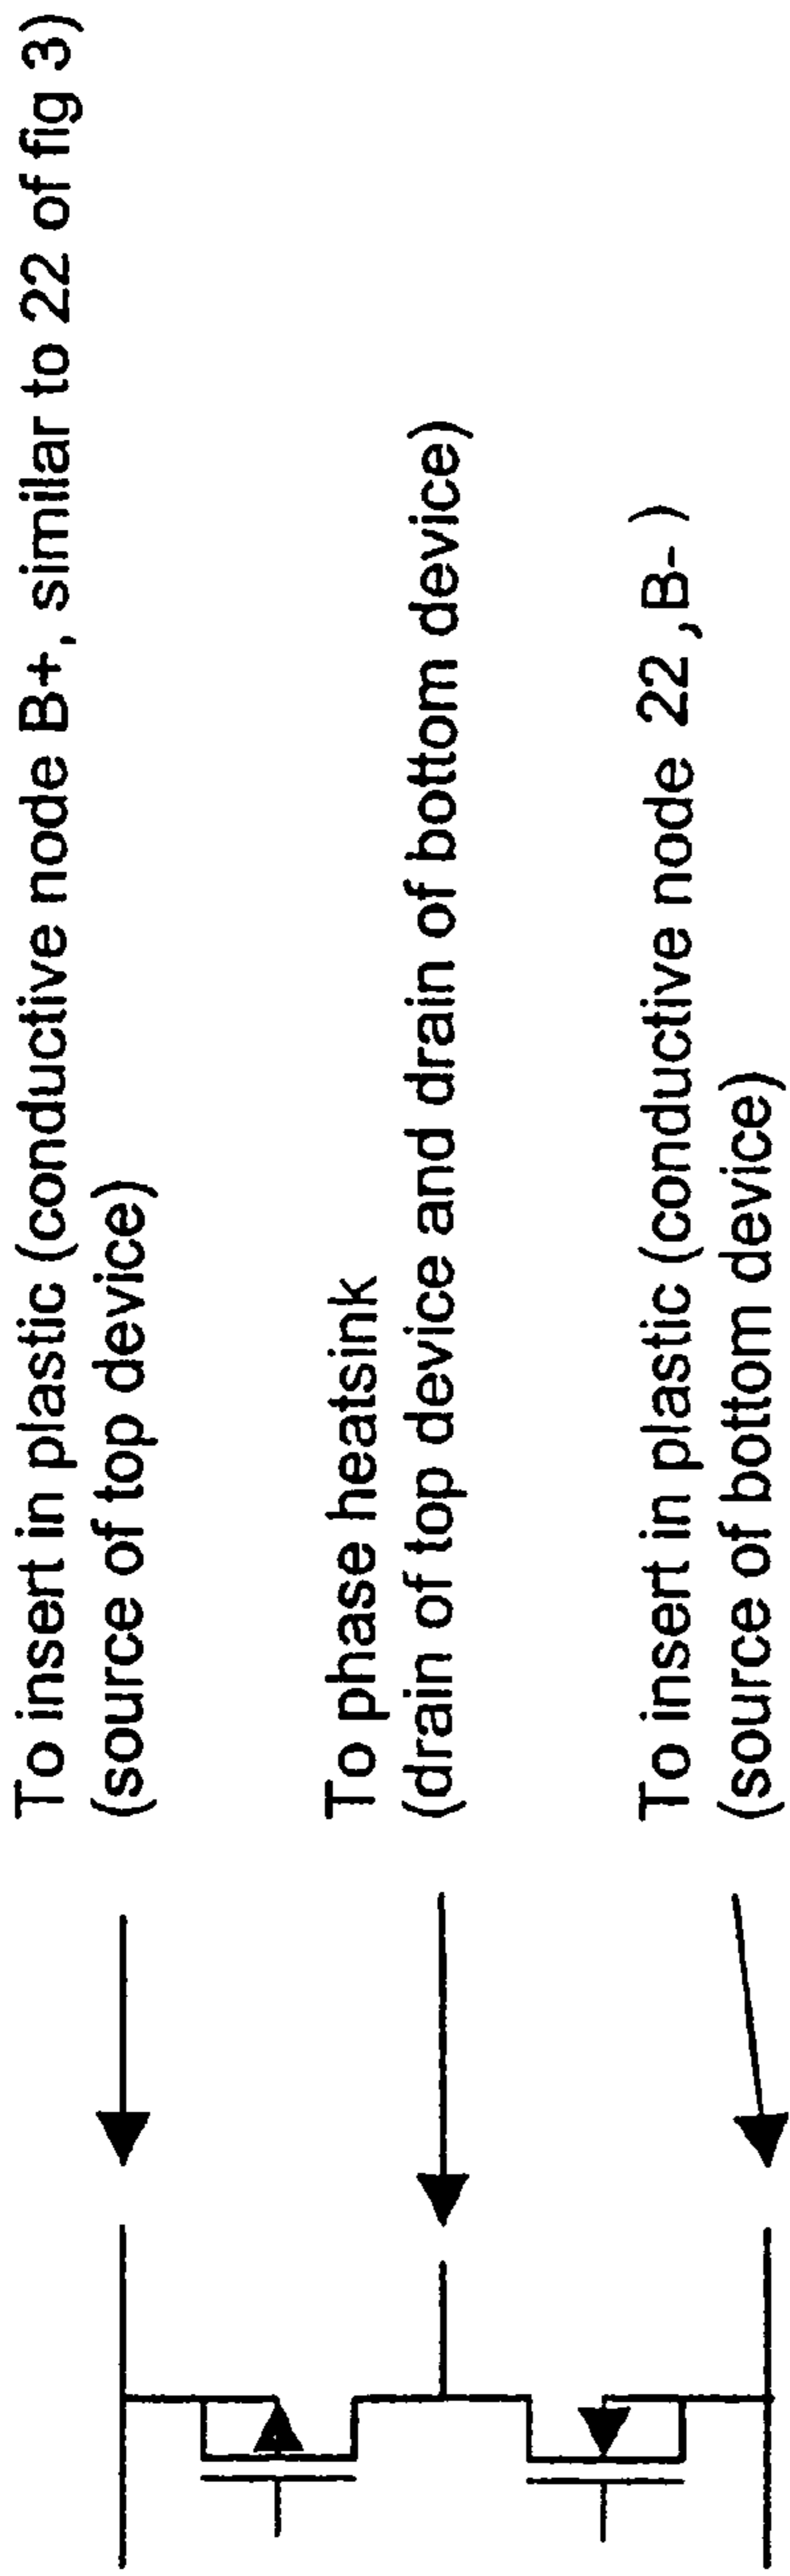 To insert in plastic (conductive node B+, similar to 22 of fig 3)
(source of top device)
To phase heatsink
(drain of top device and drain of bottom device)
To insert in plastic (conductive node 22 ,B- )
(source of bottom device)